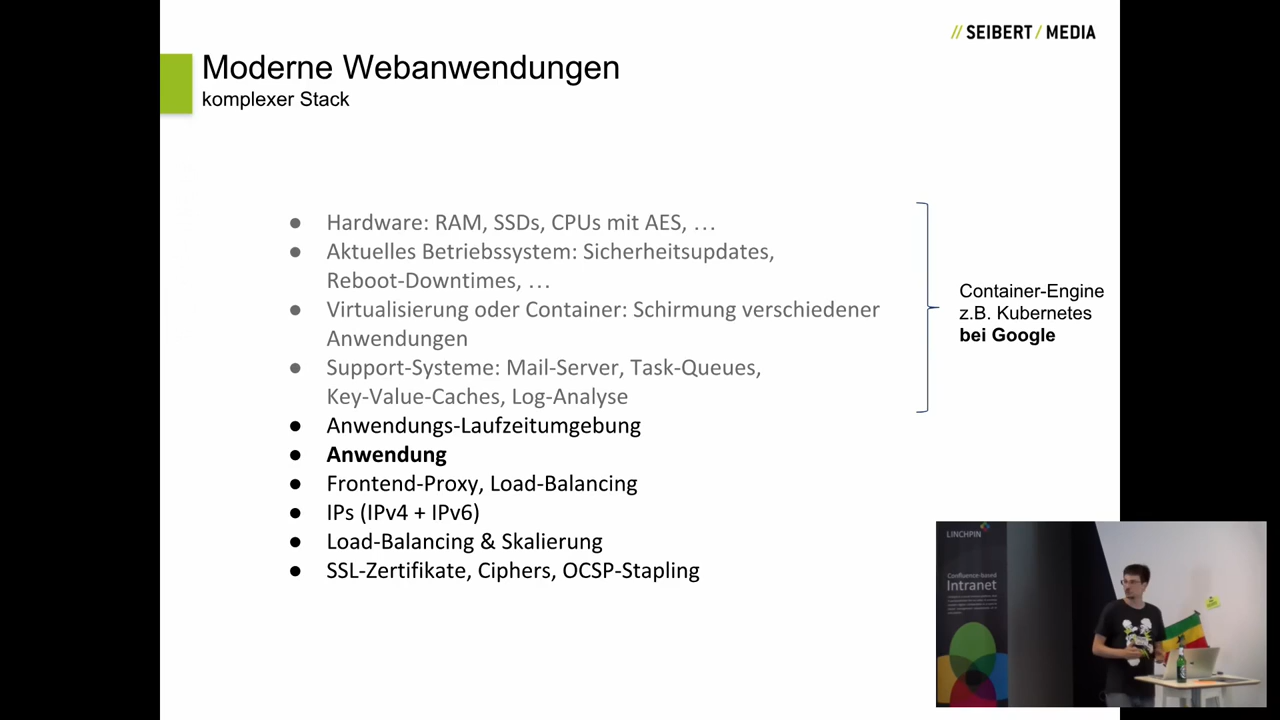 // SEIBERT / MEDIA
Moderne Webanwendungen
komplexer Stack
● Hardware: RAM, SSDs, CPUs mit AES, …
● Aktuelles Betriebssystem: Sicherheitsupdates,
Reboot-Downtimes, …
● Virtualisierung oder Container: Schirmung verschiedener
Anwendungen
● Support-Systeme: Mail-Server, Task-Queues,
Key-Value-Caches, Log-Analyse
● Anwendungs-Laufzeitumgebung
● Anwendung
● Frontend-Proxy, Load-Balancing
● IPs (IPv4 + IPv6)
● Load-Balancing & Skalierung
● SSL-Zertifikate, Ciphers, OCSP-Stapling
Container-Engine
z.B. Kubernetes
bei Google
LINCHPIN
Confluence-based
Intranet